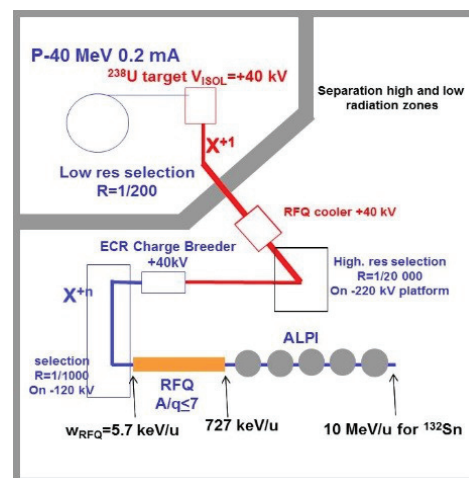 P-40 MeV 0.2 mA
²³⁸U target V_ISOL=+40 kV
Separation high and low
radiation zones
X⁺¹
Low res selection
R=1/200
RFQ cooler +40 kV
ECR Charge Breeder
+40kV
High. res selection
R=1/20 000
On -220 kV platform
X⁺ⁿ
ALPI
selection
R=1/1000
On -120 kV
RFQ
A/q≤7
w_RFQ=5.7 keV/u
727 keV/u
10 MeV/u for ¹³²Sn